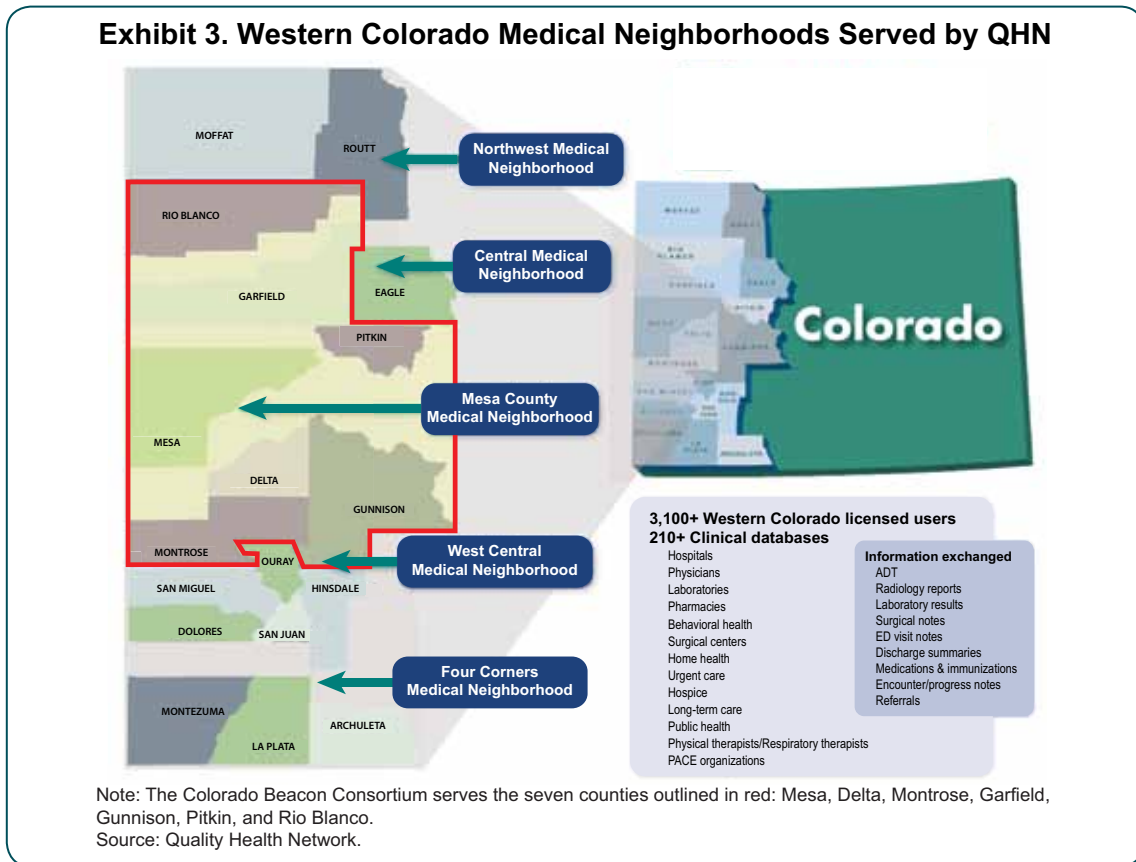 Exhibit 3. Western Colorado Medical Neighborhoods Served by QHN
MOFFAT
ROUTT
Northwest Medical
Neighborhood
RIO BLANCO
Central Medical
Neighborhood
GARFIELD
EAGLE
PITKIN
Colorado
Mesa County
Medical Neighborhood
MESA
DELTA
GUNNISON
MONTROSE
OURAY
West Central
Medical Neighborhood
SAN MIGUEL
HINSDALE
DOLORES
SAN JUAN
Four Corners
Medical Neighborhood
MONTEZUMA
LA PLATA
ARCHULETA
3,100+ Western Colorado licensed users
210+ Clinical databases
Hospitals
Physicians
Laboratories
Pharmacies
Behavioral health
Surgical centers
Home health
Urgent care
Hospice
Long-term care
Public health
Physical therapists/Respiratory therapists
PACE organizations
Information exchanged
ADT
Radiology reports
Laboratory results
Surgical notes
ED visit notes
Discharge summaries
Medications & immunizations
Encounter/progress notes
Referrals
Note: The Colorado Beacon Consortium serves the seven counties outlined in red: Mesa, Delta, Montrose, Garfield,
Gunnison, Pitkin, and Rio Blanco.
Source: Quality Health Network.